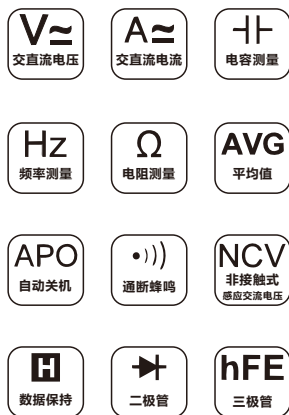 V≂ A≂
交直流电压 交直流电流 电容测量
Hz Ω AVG
频率测量 电阻测量 平均值
APO NCV
自动关机 通断蜂鸣 非接触式
感应交流电压
H hFE
数据保持 二极管 三极管